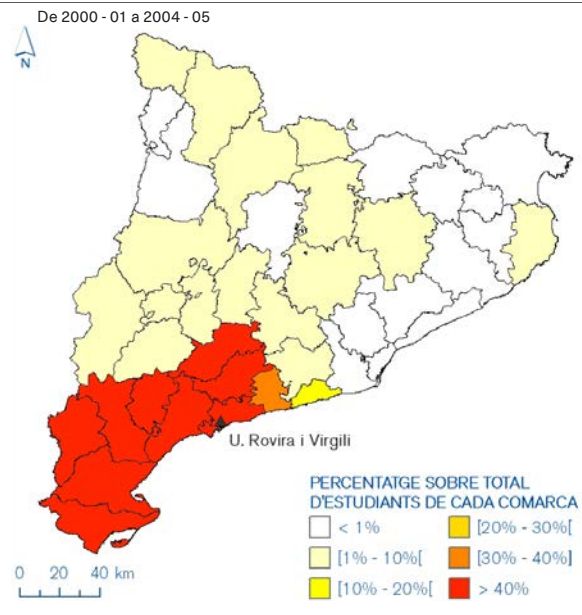 De 2000 - 01 a 2004 - 05
N
U. Rovira i Virgili
PERCENTATGE SOBRE TOTAL
D'ESTUDIANTS DE CADA COMARCA
< 1% [20% - 30%[
[1% - 10%[ [30% - 40%]
[10% - 20%[ > 40%
0 20 40 km